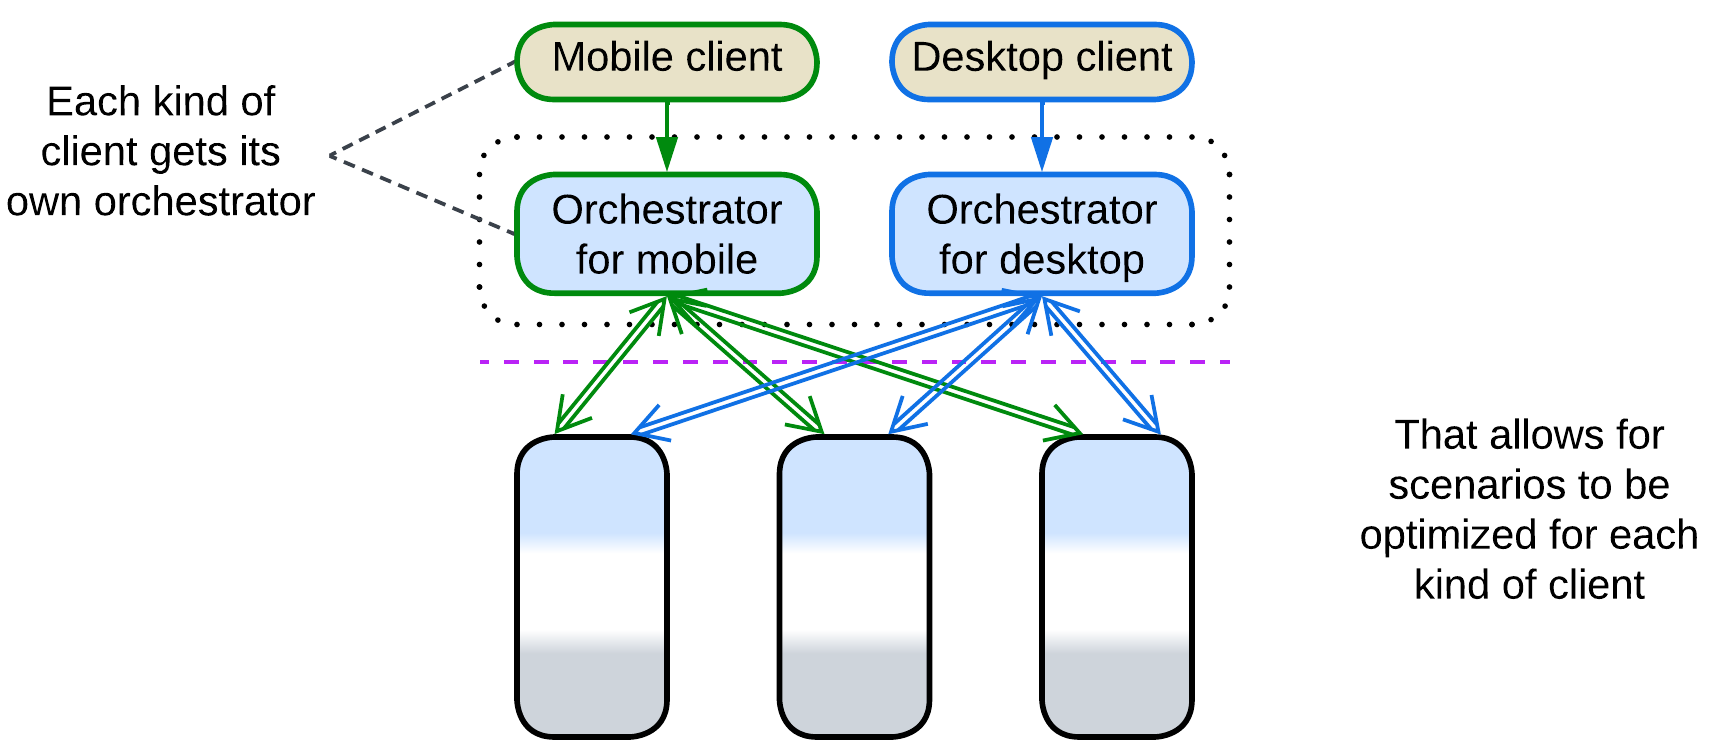 Mobile client
Desktop client
Each kind of
client gets its
own orchestrator
Orchestrator
for mobile
Orchestrator
for desktop
That allows for
scenarios to be
optimized for each
kind of client